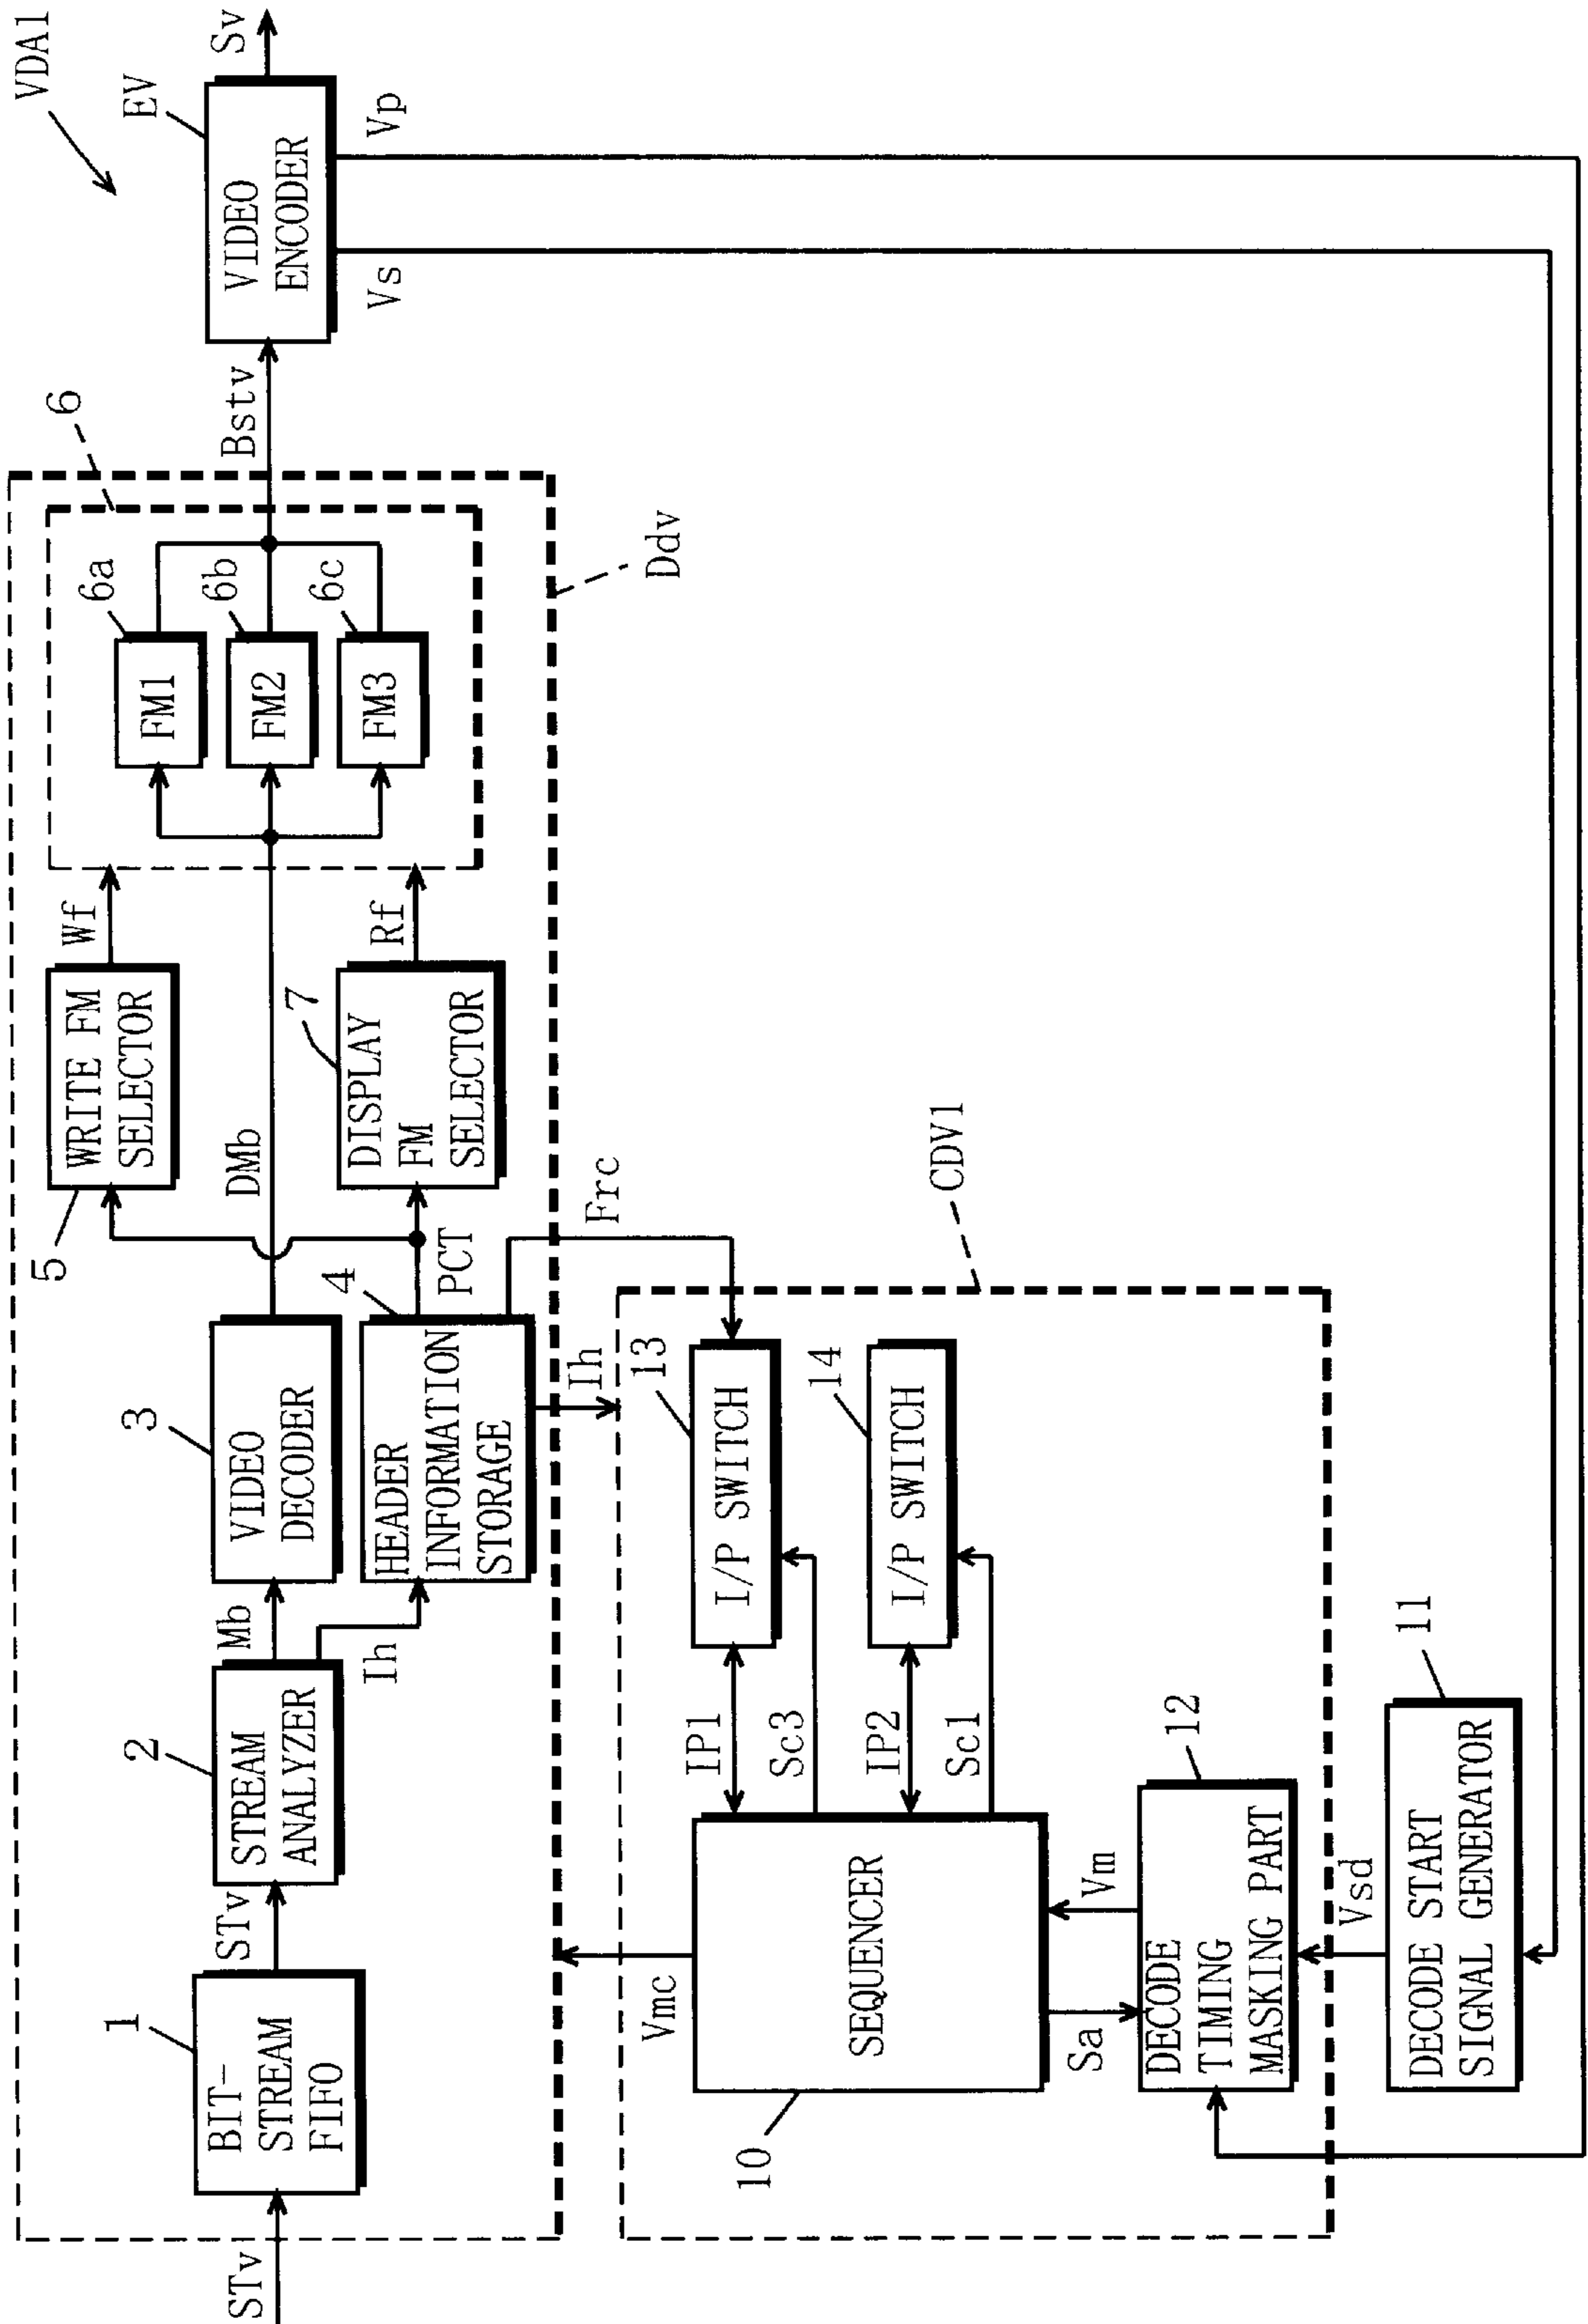 VDA1
STv
1
BIT-
STREAM
FIFO
STv
2
STREAM
ANALYZER
Mb
Ih
3
VIDEO
DECODER
4
HEADER
INFORMATION
STORAGE
PCT
DMb
5
WRITE FM
SELECTOR
Wf
7
DISPLAY
FM
SELECTOR
Rf
6
6a
FM1
6b
FM2
6c
FM3
Ddv
Bstv
EV
VIDEO
ENCODER
Sv
Vs
Vp
Frc
Ih
CDV1
Vmc
10
SEQUENCER
IP1
Sc3
13
I/P SWITCH
IP2
Sc1
14
I/P SWITCH
Sa
Vm
12
DECODE
TIMING
MASKING PART
Vsd
11
DECODE START
SIGNAL GENERATOR